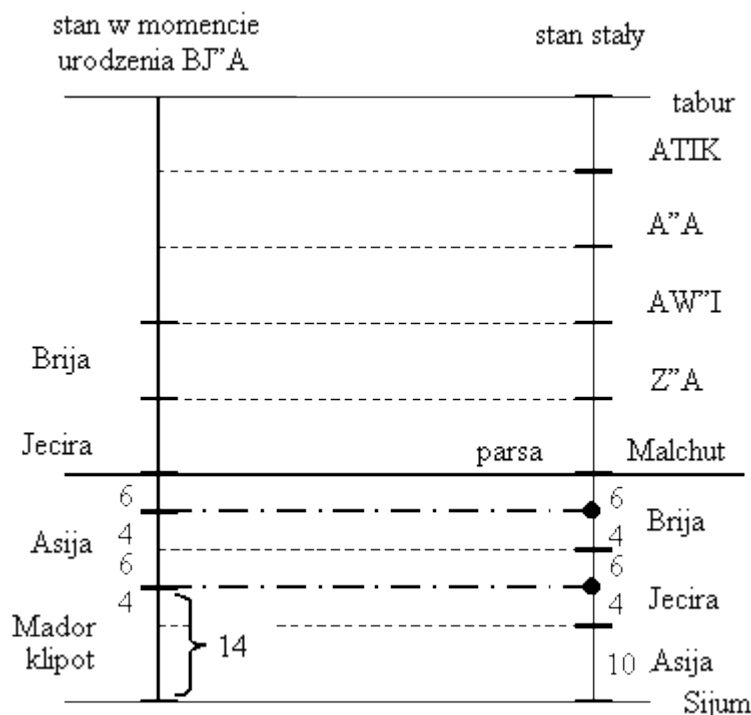 stan w momencie
urodzenia BJ”A
stan stały
tabur
ATIK
A”A
AW”I
Brija
Z”A
Jecira
parsa
Malchut
6
6
Brija
4
4
Asija
6
6
4
4
Jecira
Mador
klipot
14
10
Asija
Sijum